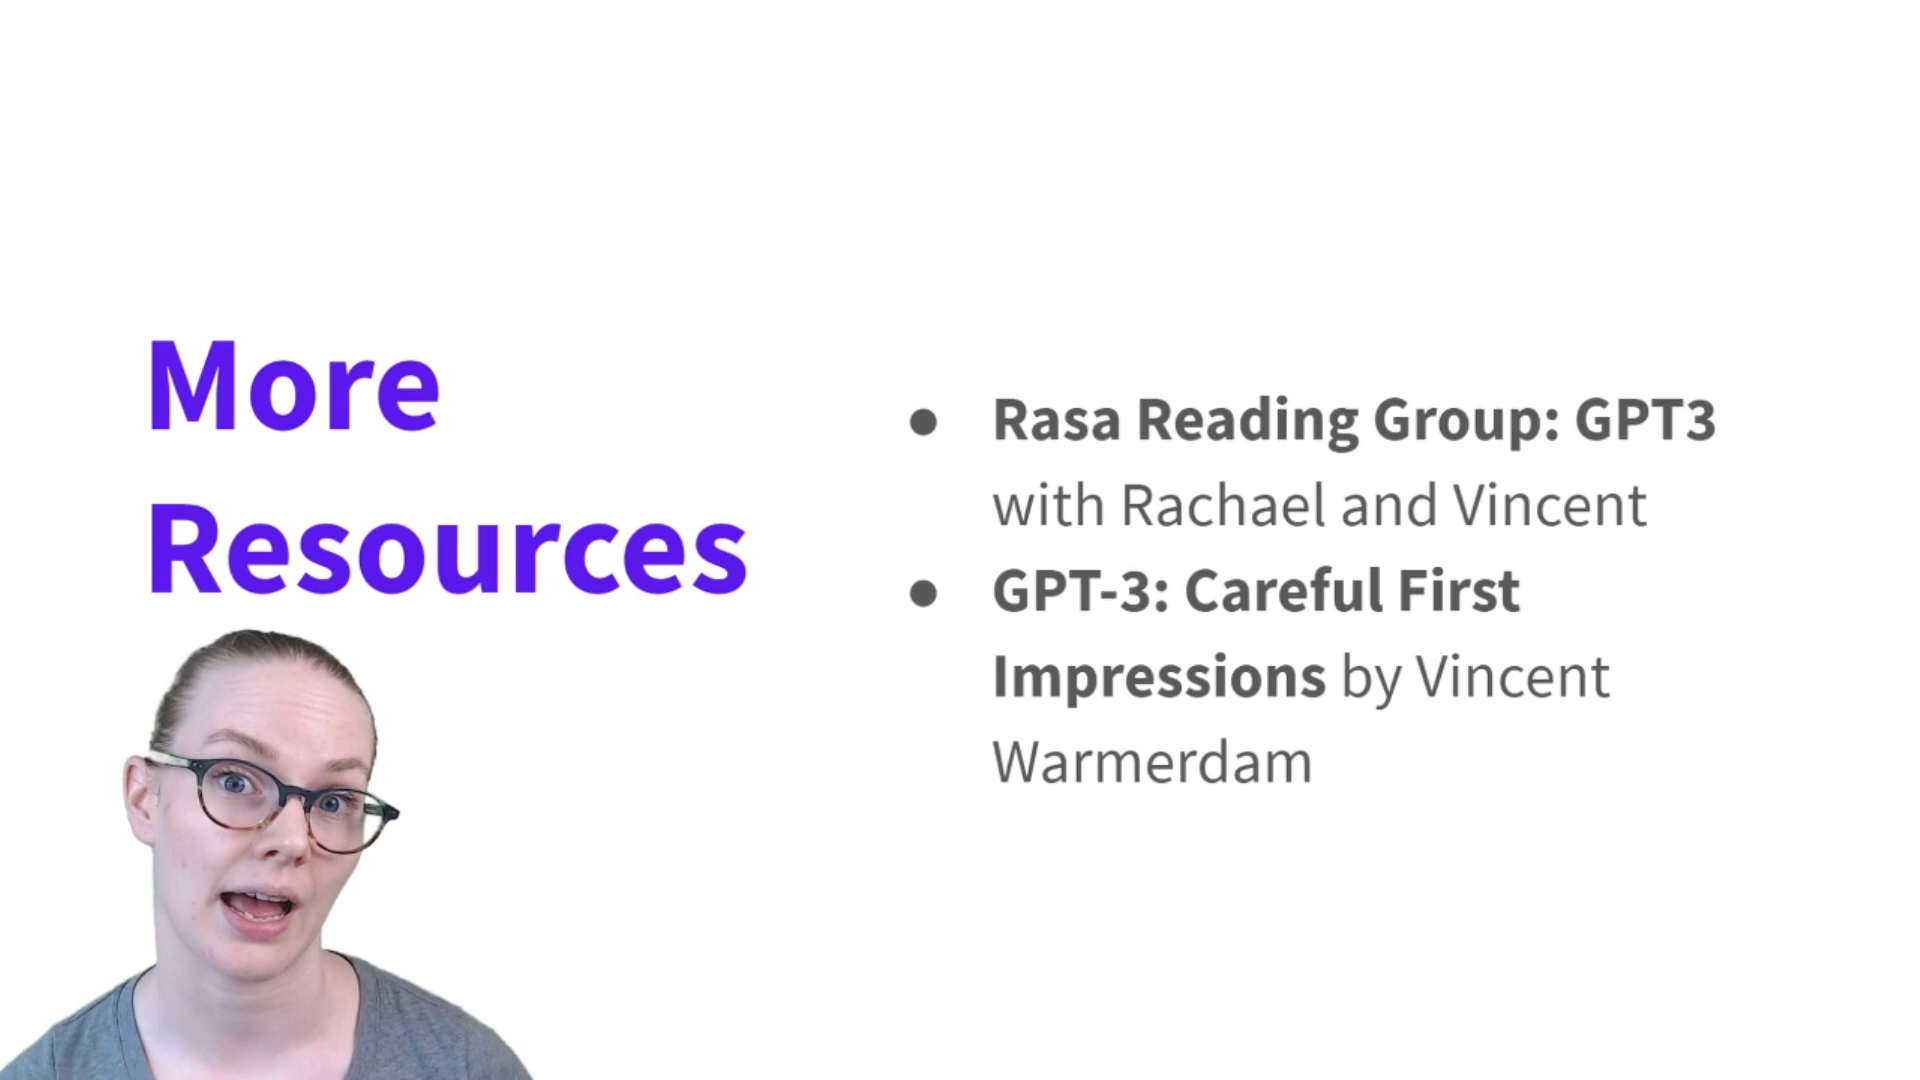 More
Resources
● Rasa Reading Group: GPT3
with Rachael and Vincent
● GPT-3: Careful First
Impressions by Vincent
Warmerdam